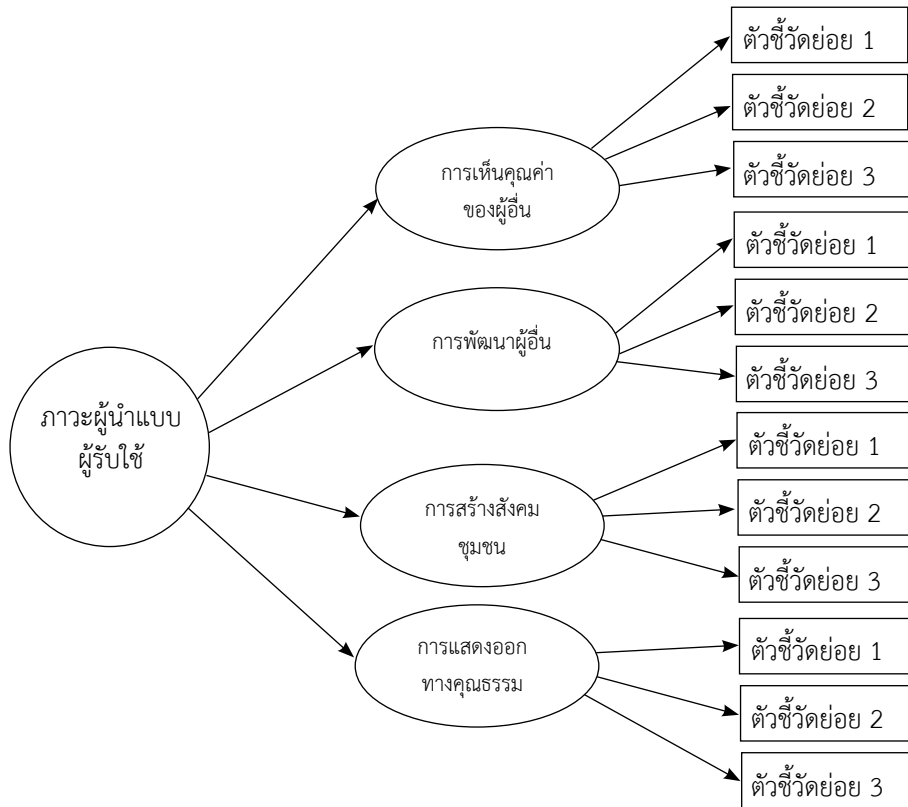 ภาวะผู้นำแบบ
ผู้รับใช้
การเห็นคุณค่า
ของผู้อื่น
ตัวชี้วัดย่อย 1
ตัวชี้วัดย่อย 2
ตัวชี้วัดย่อย 3
การพัฒนาผู้อื่น
ตัวชี้วัดย่อย 1
ตัวชี้วัดย่อย 2
ตัวชี้วัดย่อย 3
การสร้างสังคม
ชุมชน
ตัวชี้วัดย่อย 1
ตัวชี้วัดย่อย 2
ตัวชี้วัดย่อย 3
การแสดงออก
ทางคุณธรรม
ตัวชี้วัดย่อย 1
ตัวชี้วัดย่อย 2
ตัวชี้วัดย่อย 3